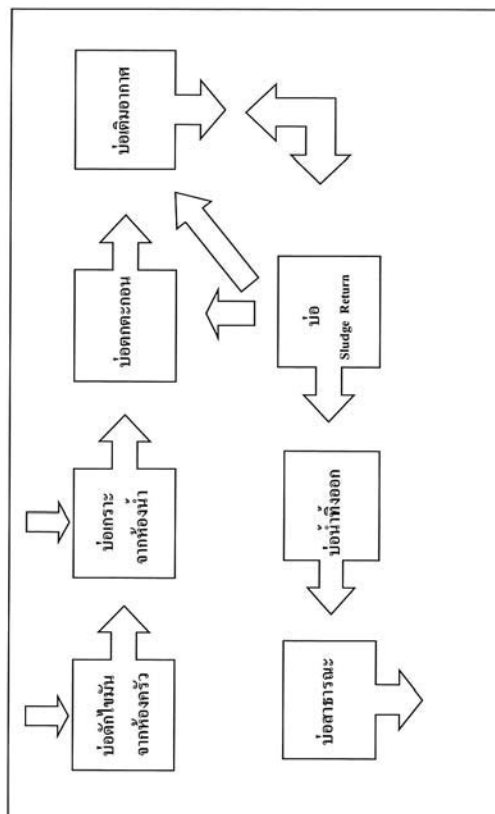 บ่อดักไขมัน
จากห้องครัว
บ่อเกราะ
จากห้องน้ำ
บ่อตกตะกอน
บ่อเติมอากาศ
บ่อ
Sludge Return
บ่อน้ำทิ้งออก
บ่อสาธารณะ